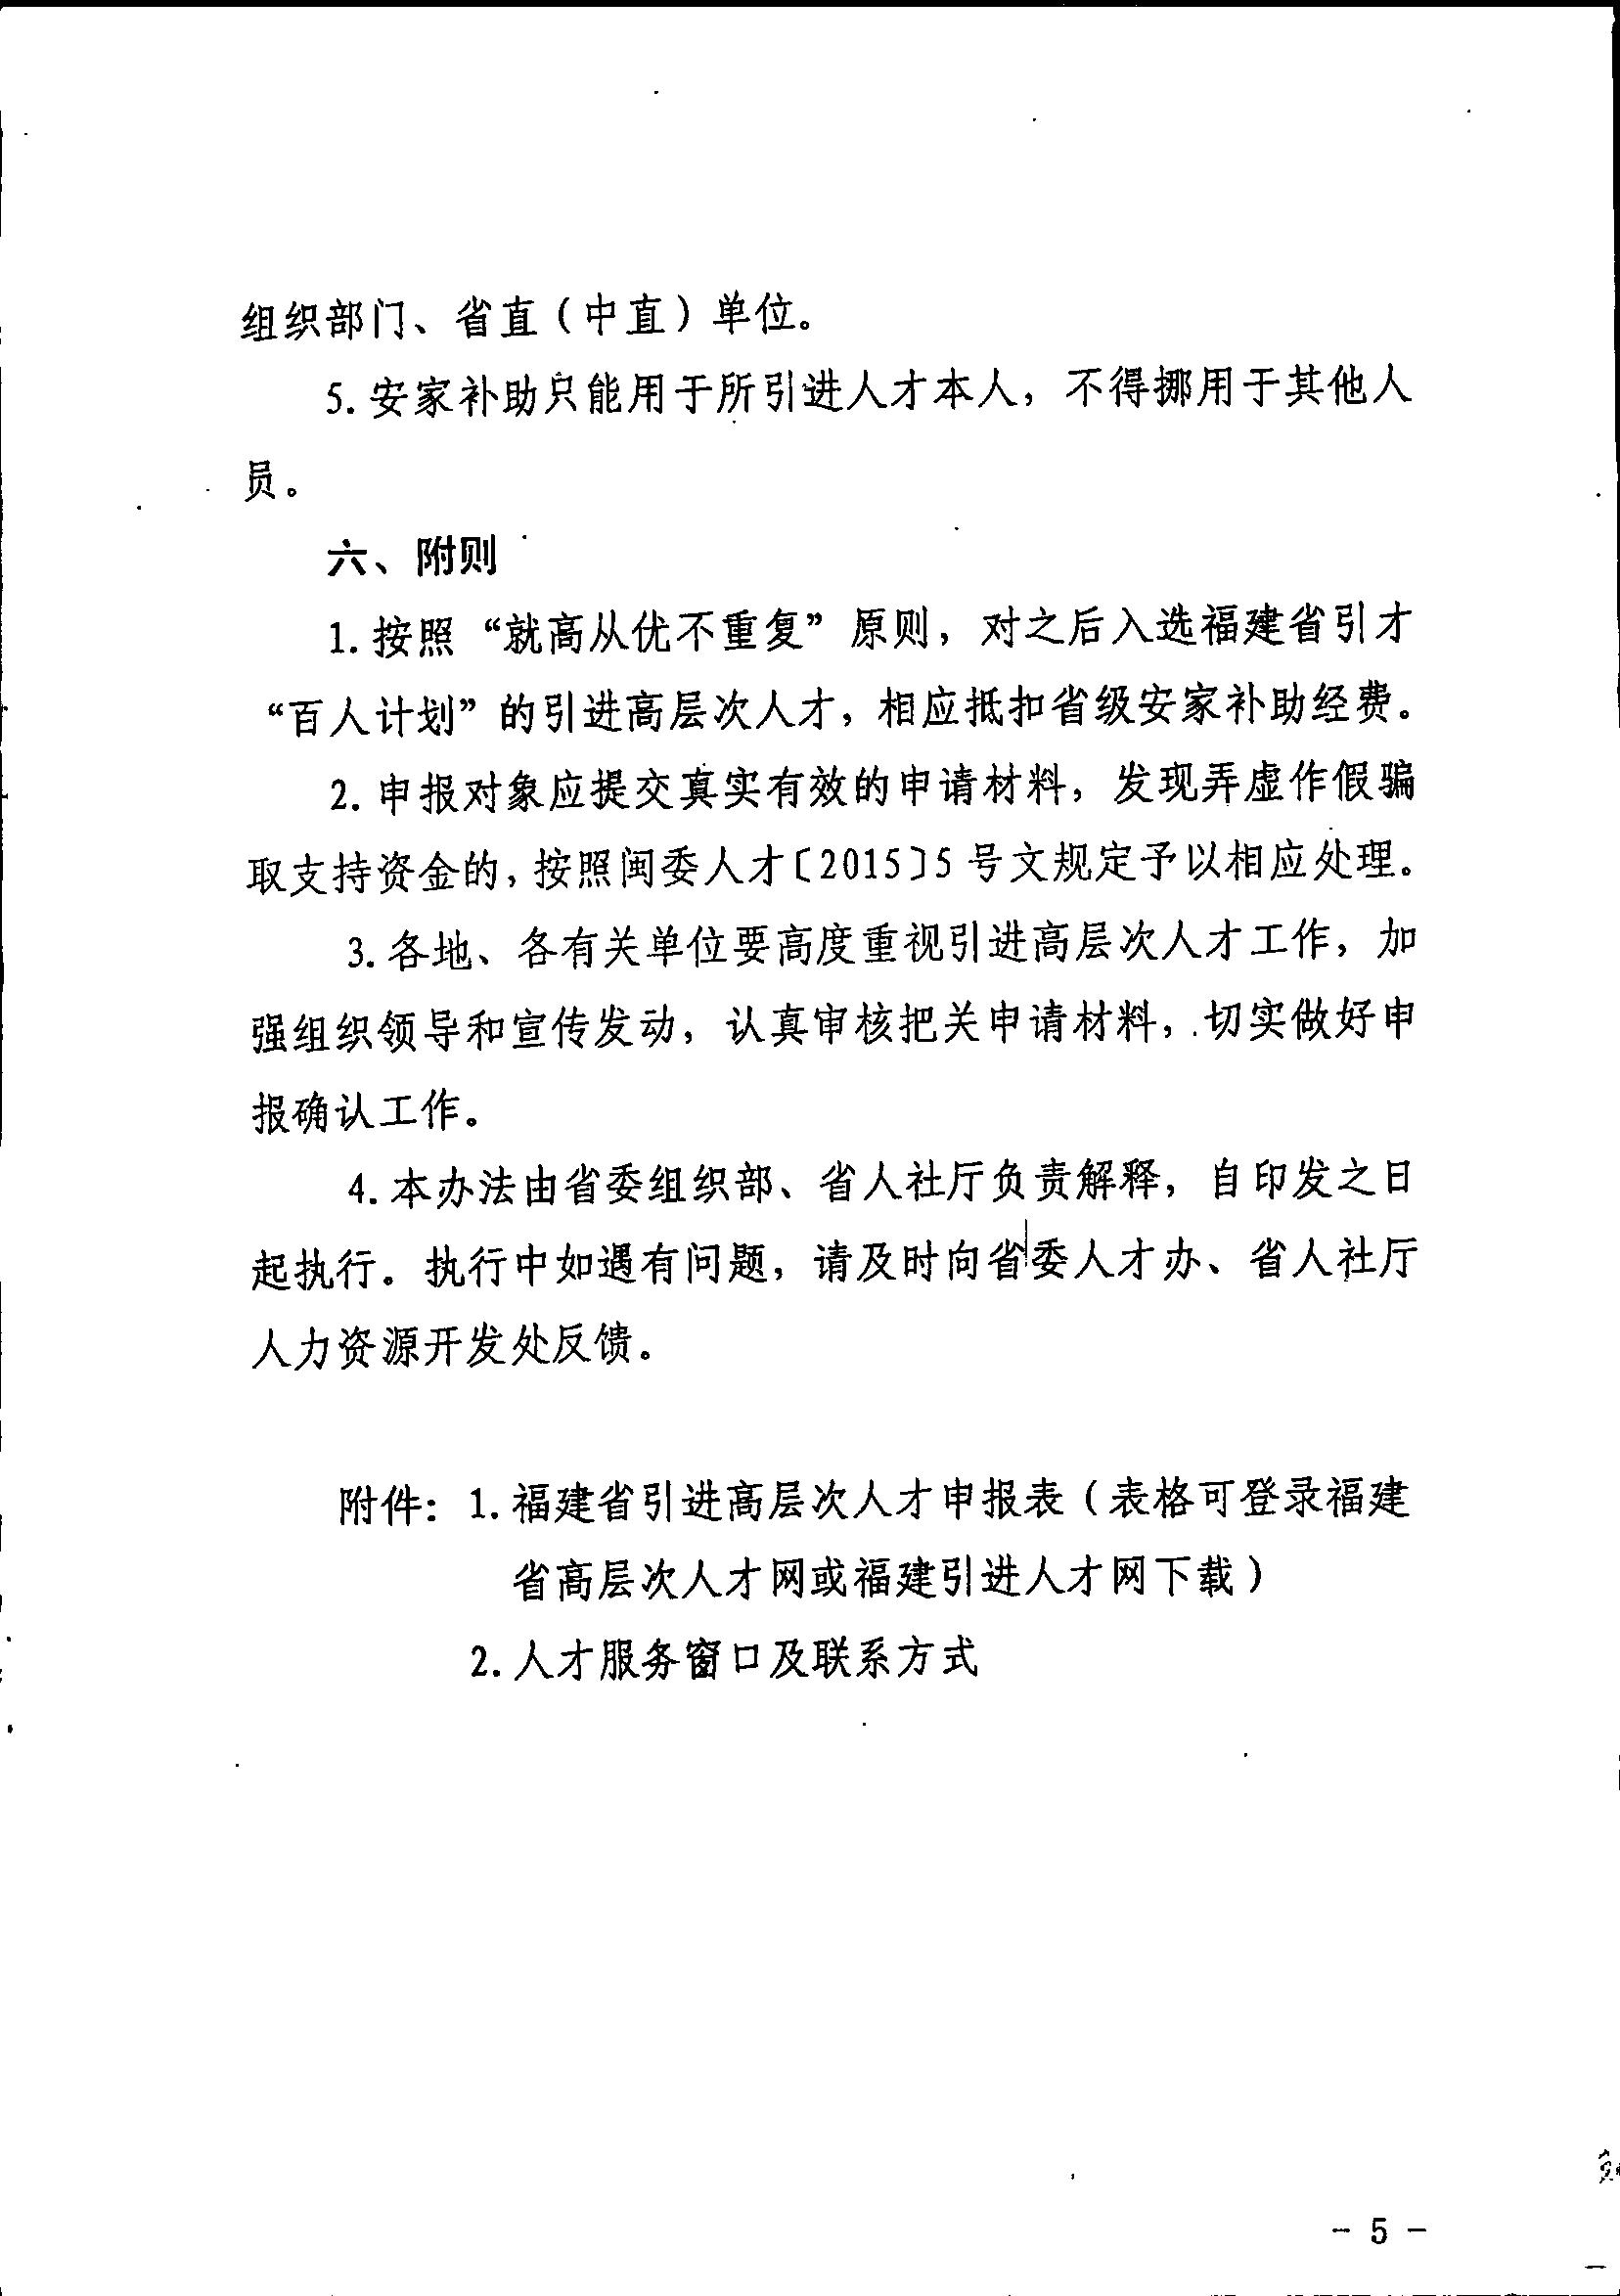 组织部门、省直（中直）单位。
5.安家补助只能用于所引进人才本人，不得挪用于其他人
员。
六、附则
1.按照“就高从优不重复”原则，对之后入选福建省引才
“百人计划”的引进高层次人才，相应抵扣省级安家补助经费。
2.申报对象应提交真实有效的申请材料，发现弄虚作假骗
取支持资金的，按照闽委人才〔2015〕5号文规定予以相应处理。
3.各地、各有关单位要高度重视引进高层次人才工作，加
强组织领导和宣传发动，认真审核把关申请材料，切实做好申
报确认工作。
4.本办法由省委组织部、省人社厅负责解释，自印发之日
起执行。执行中如遇有问题，请及时向省委人才办、省人社厅
人力资源开发处反馈。
附件：1.福建省引进高层次人才申报表（表格可登录福建
省高层次人才网或福建引进人才网下载）
2.人才服务窗口及联系方式
- 5 -